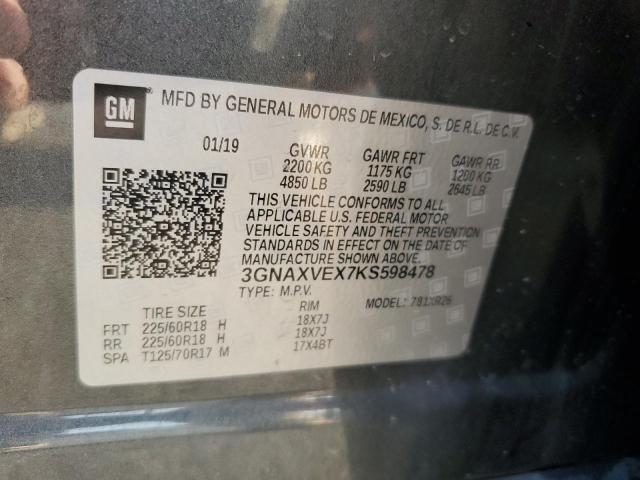 GM
MFD BY GENERAL MOTORS DE MEXICO, S. DE R.L. DE C.V.
01/19 GVWR GAWR FRT GAWR RR
2200 KG 1175 KG 1200 KG
4850 LB 2590 LB 2645 LB
THIS VEHICLE CONFORMS TO ALL
APPLICABLE U.S. FEDERAL MOTOR
VEHICLE SAFETY AND THEFT PREVENTION
STANDARDS IN EFFECT ON THE DATE OF
MANUFACTURE SHOWN ABOVE.
3GNAXVEX7KS598478
TYPE: M.P.V. MODEL: 781XR26
TIRE SIZE RIM
FRT 225/60R18 H 18X7J
RR 225/60R18 H 18X7J
SPA T125/70R17 M 17X4BT